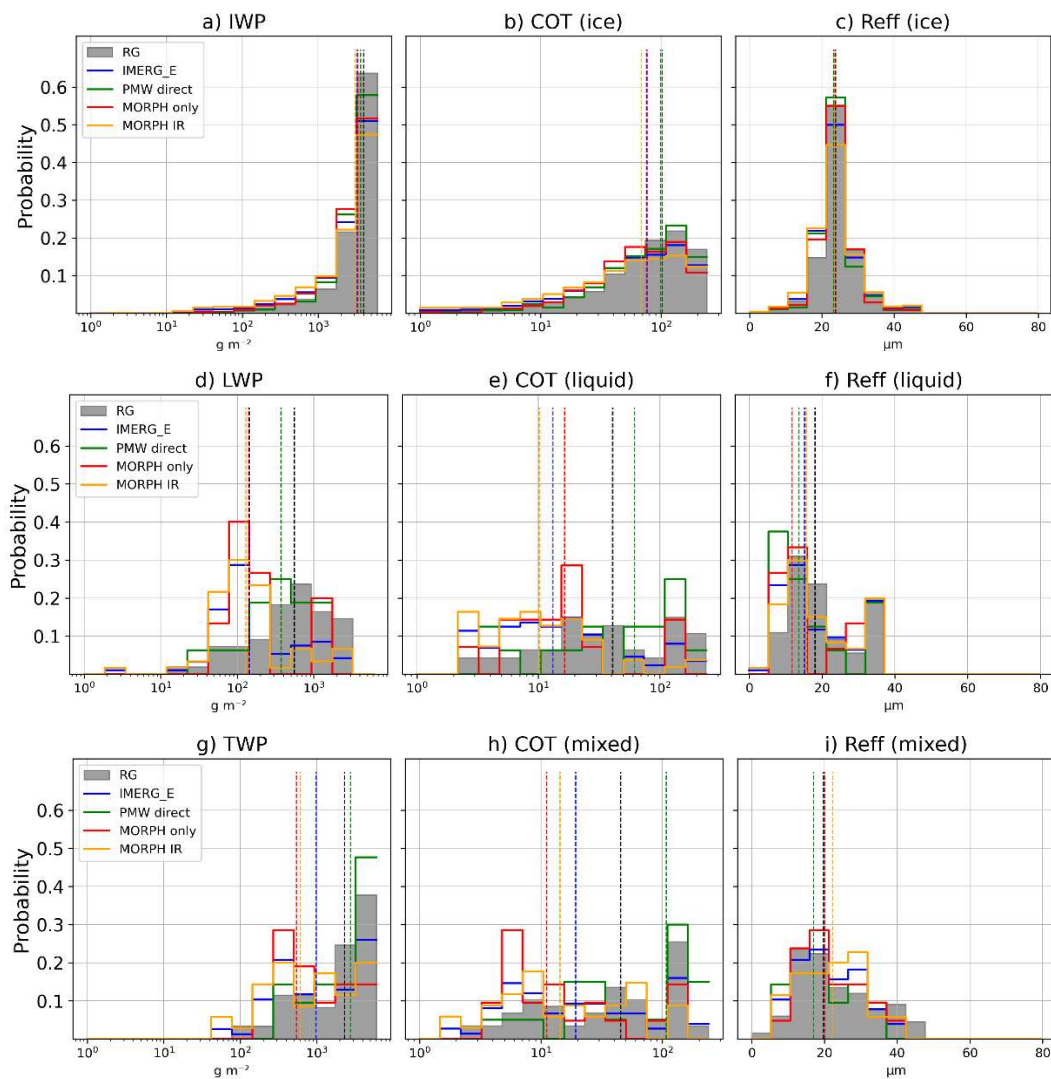 a) IWP
b) COT (ice)
c) Reff (ice)
Probability
0.6
0.5
0.4
0.3
0.2
0.1
RG
IMERG_E
PMW direct
MORPH only
MORPH IR
10⁰ 10¹ 10² 10³
g m⁻²
10⁰ 10¹ 10²
0 20 40 60 80
μm
d) LWP
e) COT (liquid)
f) Reff (liquid)
Probability
0.6
0.5
0.4
0.3
0.2
0.1
RG
IMERG_E
PMW direct
MORPH only
MORPH IR
10⁰ 10¹ 10² 10³
g m⁻²
10⁰ 10¹ 10²
0 20 40 60 80
μm
g) TWP
h) COT (mixed)
i) Reff (mixed)
Probability
0.6
0.5
0.4
0.3
0.2
0.1
RG
IMERG_E
PMW direct
MORPH only
MORPH IR
10⁰ 10¹ 10² 10³
g m⁻²
10⁰ 10¹ 10²
0 20 40 60 80
μm